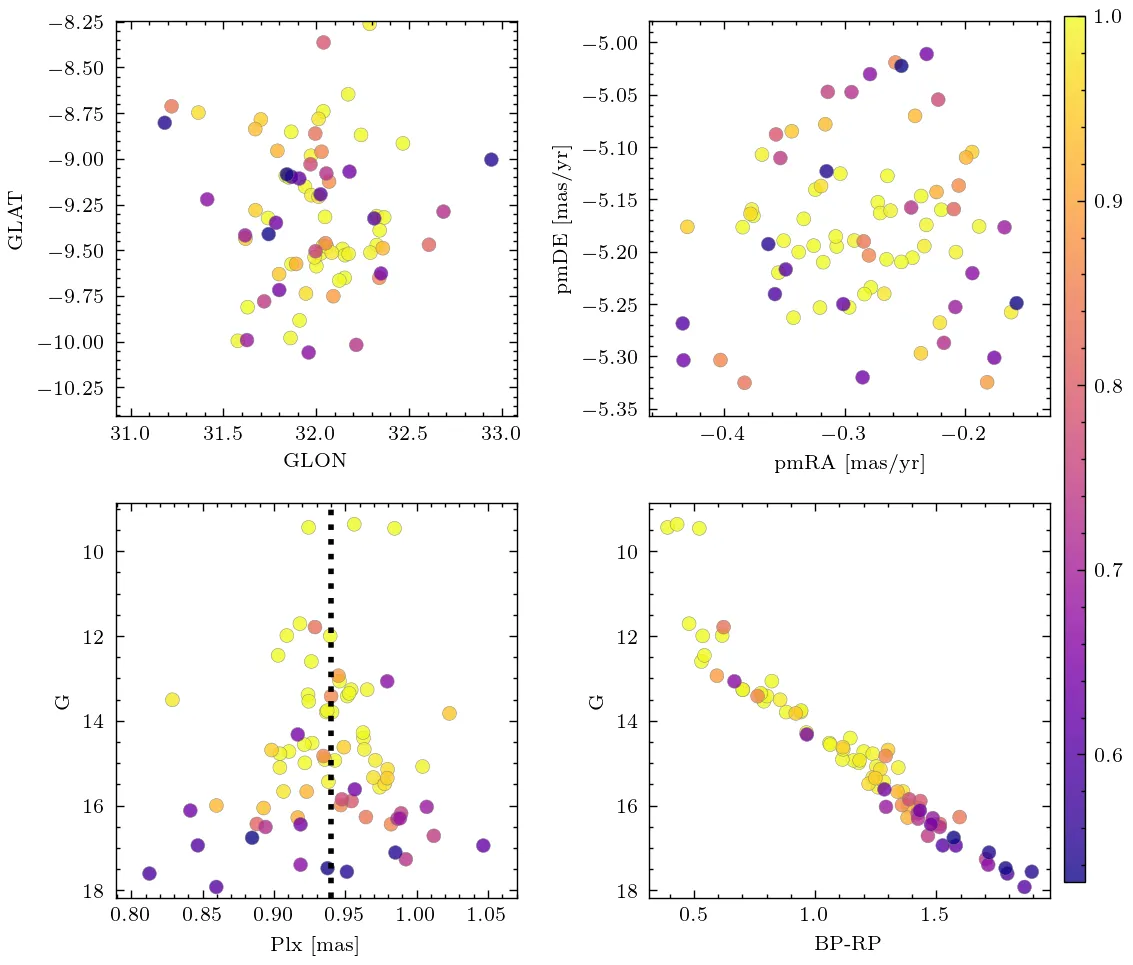 −8.25
−8.50
−8.75
−9.00
−9.25
−9.50
−9.75
−10.00
−10.25
GLAT
31.0 31.5 32.0 32.5 33.0
GLON
−5.00
−5.05
−5.10
−5.15
−5.20
−5.25
−5.30
−5.35
pmDE [mas/yr]
−0.4 −0.3 −0.2
pmRA [mas/yr]
1.0
0.9
0.8
0.7
0.6
10
12
14
16
18
G
0.80 0.85 0.90 0.95 1.00 1.05
Plx [mas]
10
12
14
16
18
G
0.5 1.0 1.5
BP-RP